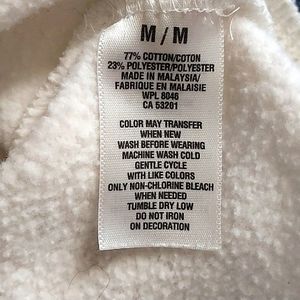 M / M
77% COTTON/COTON
23% POLYESTER/POLYESTER
MADE IN MALAYSIA/
FABRIQUE EN MALAISIE
WPL 8046
CA 53201
COLOR MAY TRANSFER
WHEN NEW
WASH BEFORE WEARING
MACHINE WASH COLD
GENTLE CYCLE
WITH LIKE COLORS
ONLY NON-CHLORINE BLEACH
WHEN NEEDED
TUMBLE DRY LOW
DO NOT IRON
ON DECORATION